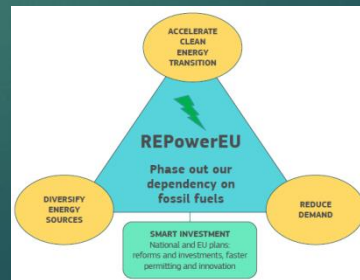 ACCELERATE
CLEAN
ENERGY
TRANSITION
REPowerEU
Phase out our
dependency on
fossil fuels
DIVERSIFY
ENERGY
SOURCES
REDUCE
DEMAND
SMART INVESTMENT
National and EU plans:
reforms and investments, faster
permitting and innovation